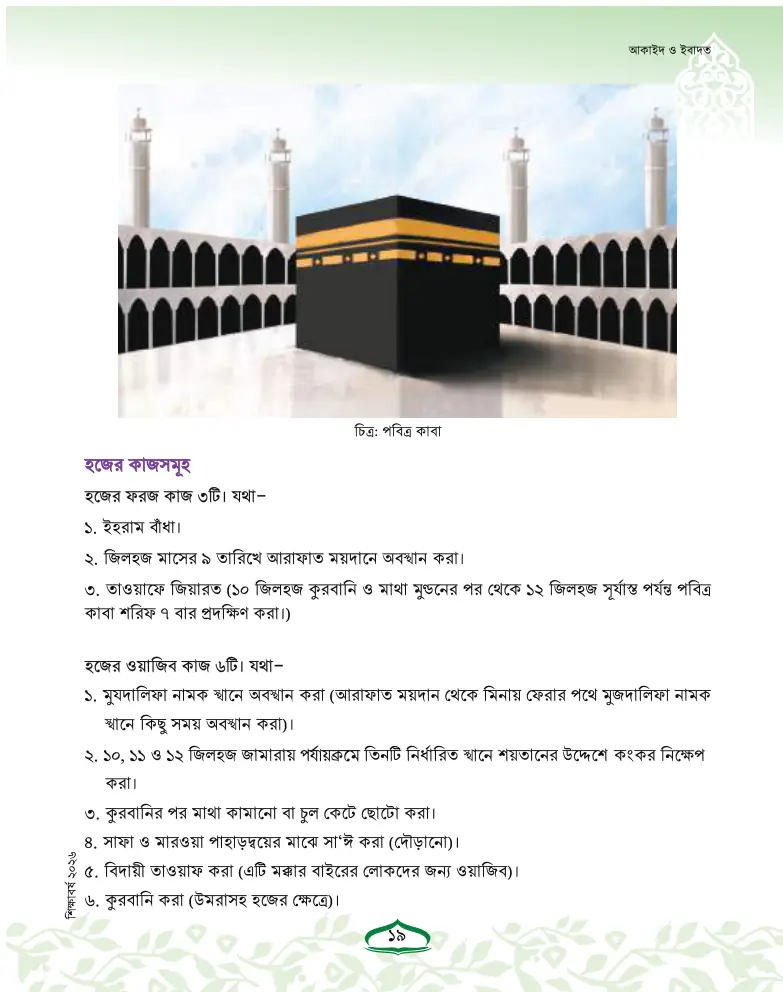 আকাইদ ও ইবাদত
চিত্র: পবিত্র কাবা
হজের কাজসমূহ
হজের ফরজ কাজ ৩টি। যথা–
১. ইহরাম বাঁধা।
২. জিলহজ মাসের ৯ তারিখে আরাফাত ময়দানে অবস্থান করা।
৩. তাওয়াফে জিয়ারত (১০ জিলহজ কুরবানি ও মাথা মুন্ডনের পর থেকে ১২ জিলহজ সূর্যাস্ত পর্যন্ত পবিত্র
কাবা শরিফ ৭ বার প্রদক্ষিণ করা।)
হজের ওয়াজিব কাজ ৬টি। যথা–
১. মুযদালিফা নামক স্থানে অবস্থান করা (আরাফাত ময়দান থেকে মিনায় ফেরার পথে মুজদালিফা নামক
স্থানে কিছু সময় অবস্থান করা)।
২. ১০, ১১ ও ১২ জিলহজ জামারায় পর্যায়ক্রমে তিনটি নির্ধারিত স্থানে শয়তানের উদ্দেশে কংকর নিক্ষেপ
করা।
৩. কুরবানির পর মাথা কামানো বা চুল কেটে ছোটো করা।
৪. সাফা ও মারওয়া পাহাড়দ্বয়ের মাঝে সা‘ঈ করা (দৌড়ানো)।
৫. বিদায়ী তাওয়াফ করা (এটি মক্কার বাইরের লোকদের জন্য ওয়াজিব)।
৬. কুরবানি করা (উমরাসহ হজের ক্ষেত্রে)।
শিক্ষাবর্ষ ২০২৬
১৯